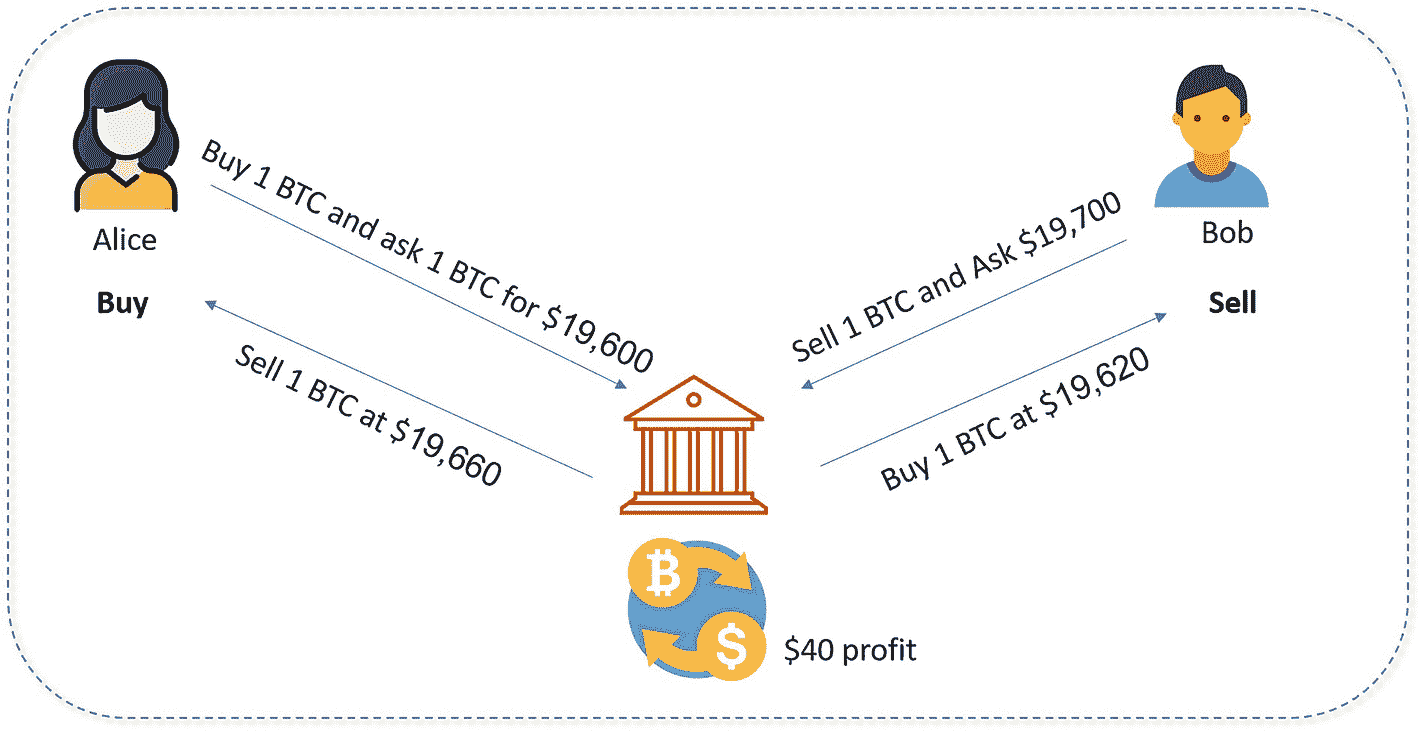 Alice
Buy
Buy 1 BTC and ask 1 BTC for $19,600
Sell 1 BTC at $19,660
Bob
Sell
Sell 1 BTC and Ask $19,700
Buy 1 BTC at $19,620
$40 profit